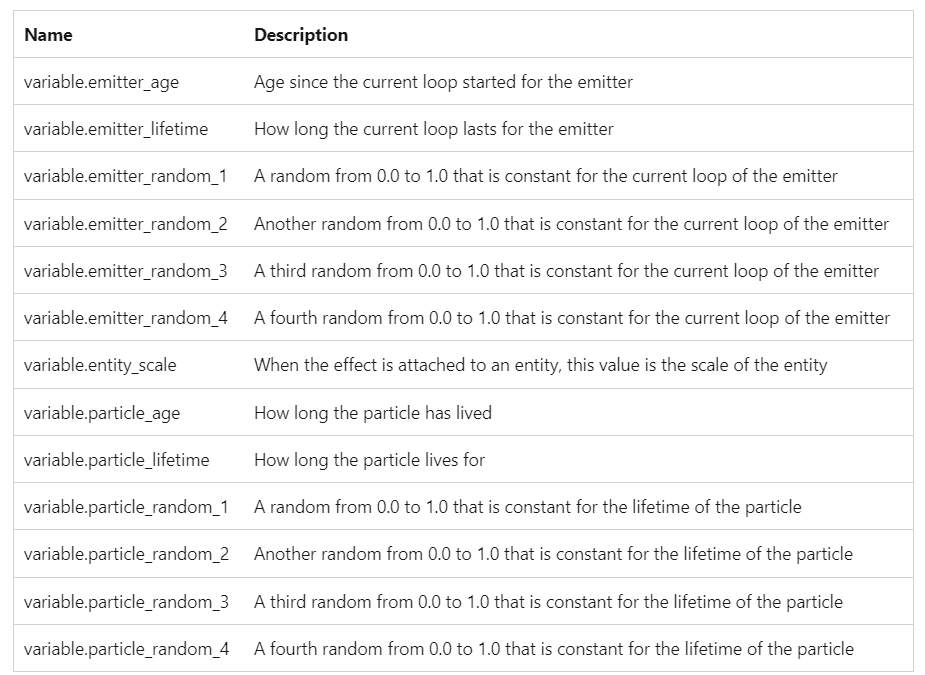 Name Description
variable.emitter_age Age since the current loop started for the emitter
variable.emitter_lifetime How long the current loop lasts for the emitter
variable.emitter_random_1 A random from 0.0 to 1.0 that is constant for the current loop of the emitter
variable.emitter_random_2 Another random from 0.0 to 1.0 that is constant for the current loop of the emitter
variable.emitter_random_3 A third random from 0.0 to 1.0 that is constant for the current loop of the emitter
variable.emitter_random_4 A fourth random from 0.0 to 1.0 that is constant for the current loop of the emitter
variable.entity_scale When the effect is attached to an entity, this value is the scale of the entity
variable.particle_age How long the particle has lived
variable.particle_lifetime How long the particle lives for
variable.particle_random_1 A random from 0.0 to 1.0 that is constant for the lifetime of the particle
variable.particle_random_2 Another random from 0.0 to 1.0 that is constant for the lifetime of the particle
variable.particle_random_3 A third random from 0.0 to 1.0 that is constant for the lifetime of the particle
variable.particle_random_4 A fourth random from 0.0 to 1.0 that is constant for the lifetime of the particle